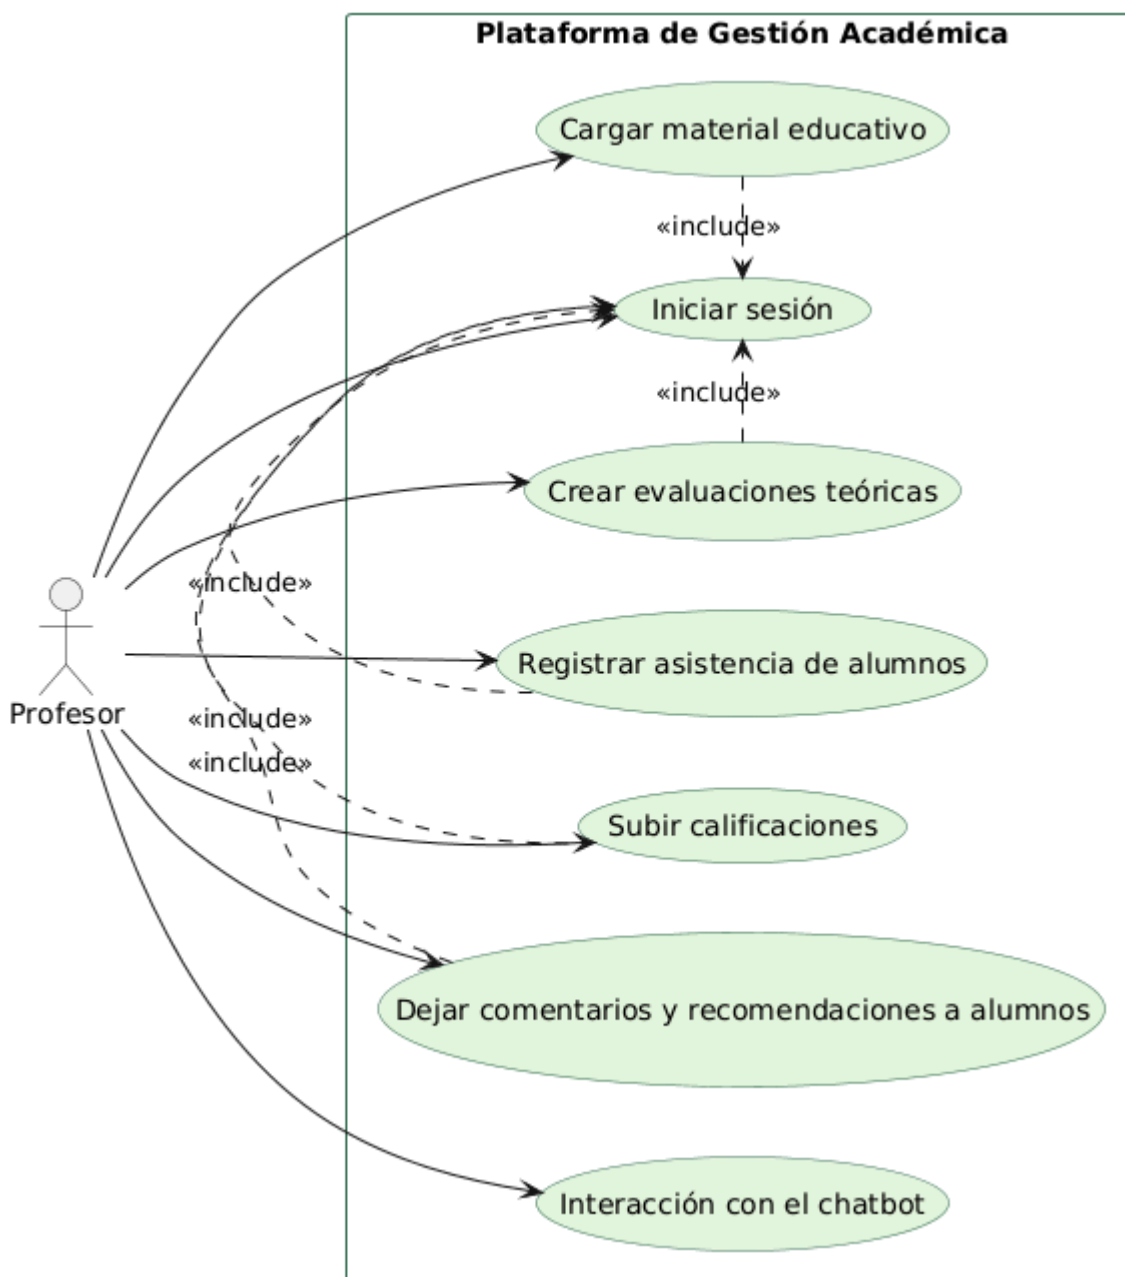 Plataforma de Gestión Académica
Cargar material educativo
«include»
Iniciar sesión
«include»
Crear evaluaciones teóricas
«include»
Registrar asistencia de alumnos
Profesor
«include»
«include»
Subir calificaciones
Dejar comentarios y recomendaciones a alumnos
Interacción con el chatbot